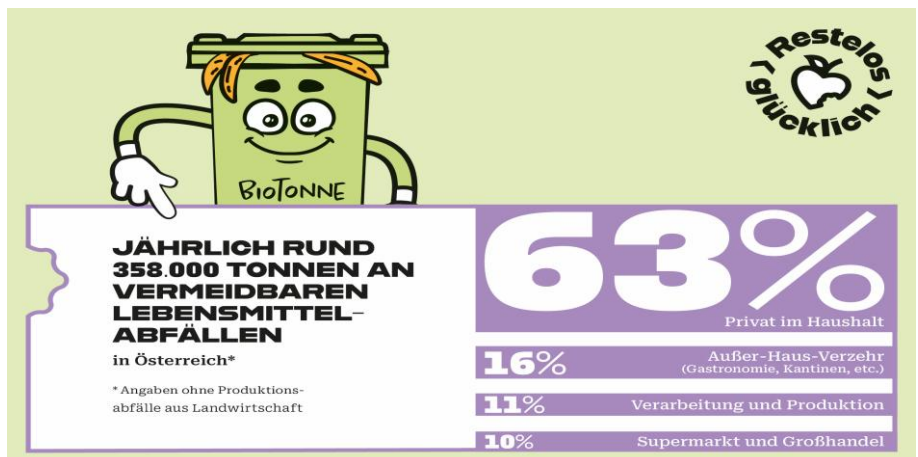 Restelos
glücklich
BIOTONNE
JÄHRLICH RUND
358.000 TONNEN AN
VERMEIDBAREN
LEBENSMITTEL-
ABFÄLLEN
in Österreich*
* Angaben ohne Produktions-
abfälle aus Landwirtschaft
63%
Privat im Haushalt
16% Außer-Haus-Verzehr
(Gastronomie, Kantinen, etc.)
11% Verarbeitung und Produktion
10% Supermarkt und Großhandel